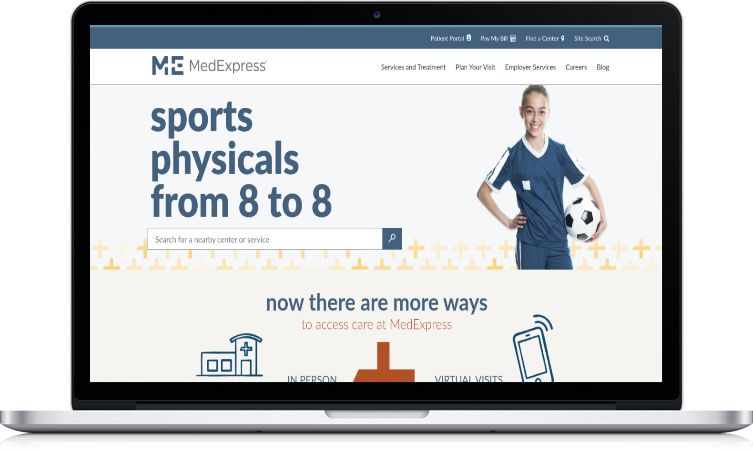 Patient Portal Pay My Bill Find a Center Site Search
ME MedExpress®
Services and Treatment Plan Your Visit Employer Services Careers Blog
sports
physicals
from 8 to 8
Search for a nearby center or service
now there are more ways
to access care at MedExpress
IN PERSON VIRTUAL VISITS